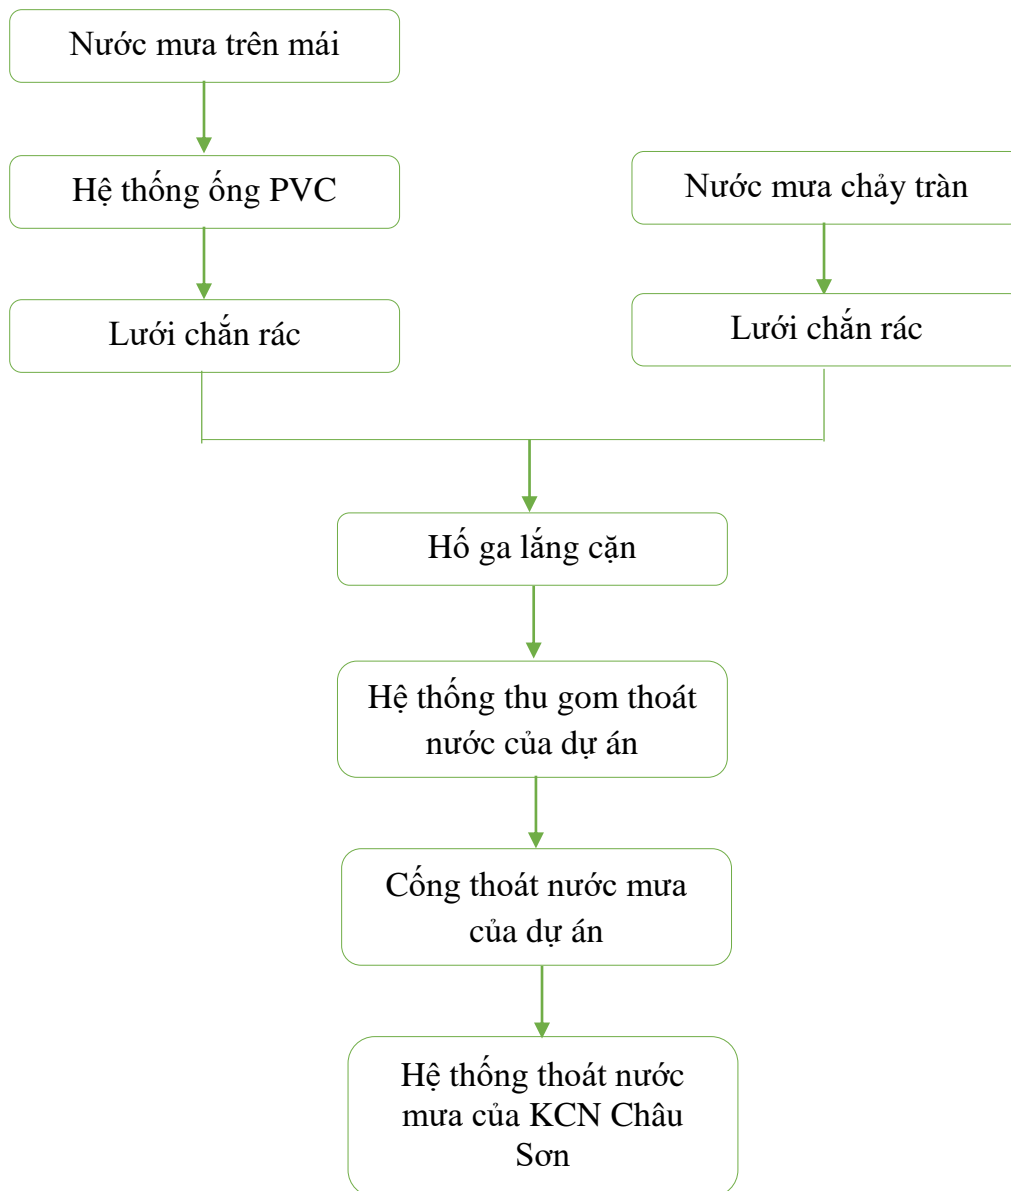 Nước mưa trên mái
Hệ thống ống PVC
Nước mưa chảy tràn
Lưới chắn rác
Lưới chắn rác
Hố ga lắng cặn
Hệ thống thu gom thoát
nước của dự án
Cống thoát nước mưa
của dự án
Hệ thống thoát nước
mưa của KCN Châu
Sơn